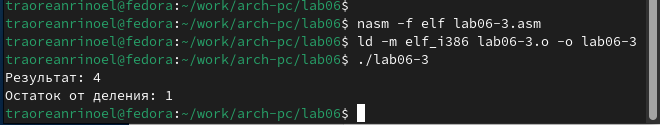 traoreanrinoel@fedora:~/work/arch-pc/lab06$
traoreanrinoel@fedora:~/work/arch-pc/lab06$ nasm -f elf lab06-3.asm
traoreanrinoel@fedora:~/work/arch-pc/lab06$ ld -m elf_i386 lab06-3.o -o lab06-3
traoreanrinoel@fedora:~/work/arch-pc/lab06$ ./lab06-3
Результат: 4
Остаток от деления: 1
traoreanrinoel@fedora:~/work/arch-pc/lab06$